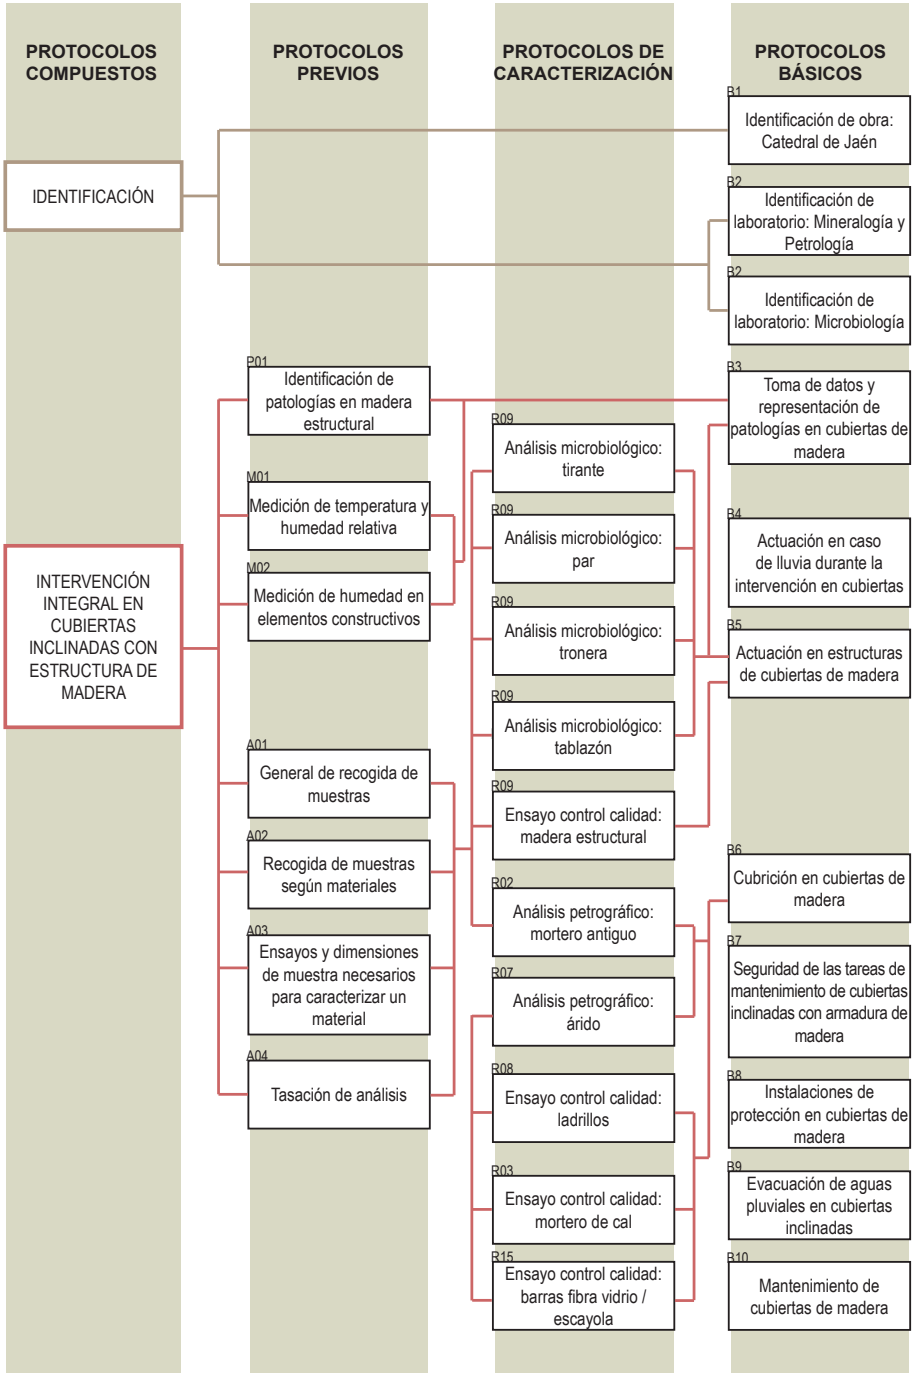 PROTOCOLOS
COMPUESTOS
IDENTIFICACIÓN
INTERVENCIÓN
INTEGRAL EN
CUBIERTAS
INCLINADAS CON
ESTRUCTURA DE
MADERA
PROTOCOLOS
PREVIOS
P01
Identificación de
patologías en madera
estructural
M01
Medición de temperatura y
humedad relativa
M02
Medición de humedad en
elementos constructivos
A01
General de recogida de
muestras
A02
Recogida de muestras
según materiales
A03
Ensayos y dimensiones
de muestra necesarios
para caracterizar un
material
A04
Tasación de análisis
PROTOCOLOS DE
CARACTERIZACIÓN
R09
Análisis microbiológico:
tirante
R09
Análisis microbiológico:
par
R09
Análisis microbiológico:
tronera
R09
Análisis microbiológico:
tablazón
R09
Ensayo control calidad:
madera estructural
R02
Análisis petrográfico:
mortero antiguo
R07
Análisis petrográfico:
árido
R08
Ensayo control calidad:
ladrillos
R03
Ensayo control calidad:
mortero de cal
R15
Ensayo control calidad:
barras fibra vidrio /
escayola
PROTOCOLOS
BÁSICOS
B1
Identificación de obra:
Catedral de Jaén
B2
Identificación de
laboratorio: Mineralogía y
Petrología
B2
Identificación de
laboratorio: Microbiología
B3
Toma de datos y
representación de
patologías en cubiertas de
madera
B4
Actuación en caso
de lluvia durante la
intervención en cubiertas
B5
Actuación en estructuras
de cubiertas de madera
B6
Cubrición en cubiertas de
madera
B7
Seguridad de las tareas de
mantenimiento de cubiertas
inclinadas con armadura de
madera
B8
Instalaciones de
protección en cubiertas de
madera
B9
Evacuación de aguas
pluviales en cubiertas
inclinadas
B10
Mantenimiento de
cubiertas de madera